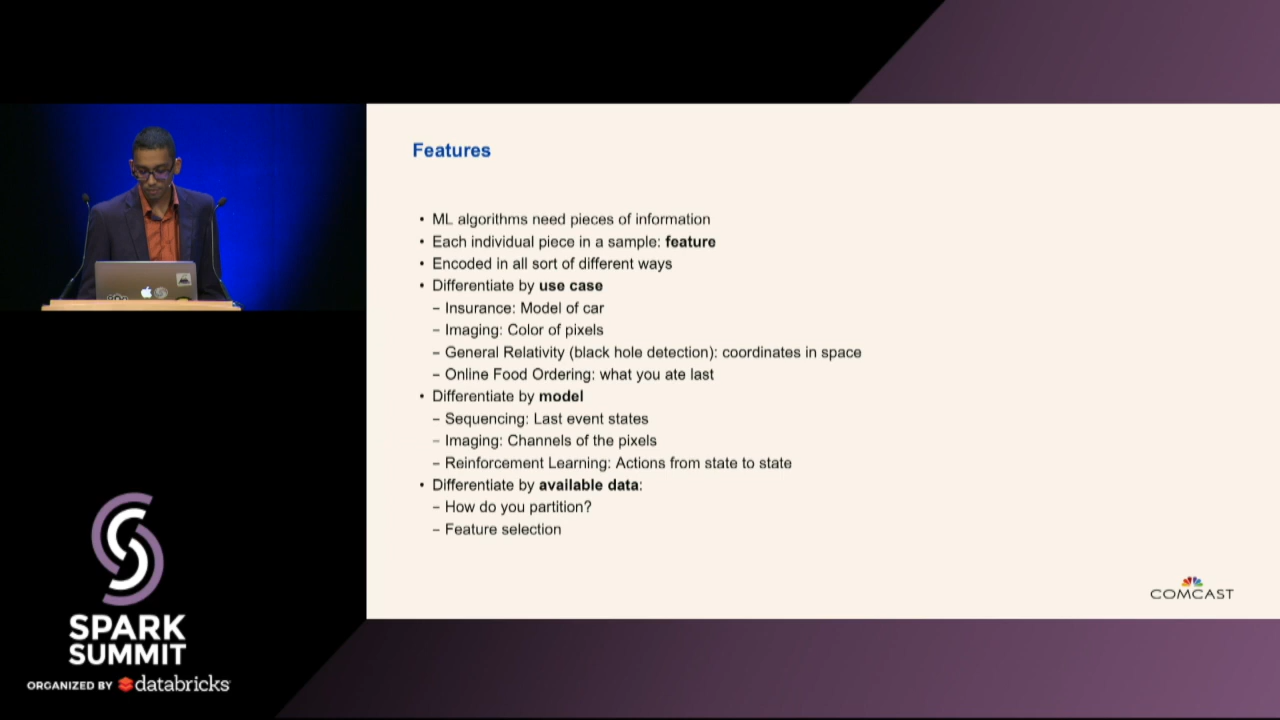 Features
• ML algorithms need pieces of information
• Each individual piece in a sample: feature
• Encoded in all sort of different ways
• Differentiate by use case
– Insurance: Model of car
– Imaging: Color of pixels
– General Relativity (black hole detection): coordinates in space
– Online Food Ordering: what you ate last
• Differentiate by model
– Sequencing: Last event states
– Imaging: Channels of the pixels
– Reinforcement Learning: Actions from state to state
• Differentiate by available data:
– How do you partition?
– Feature selection
COMCAST
SPARK
SUMMIT
ORGANIZED BY databricks